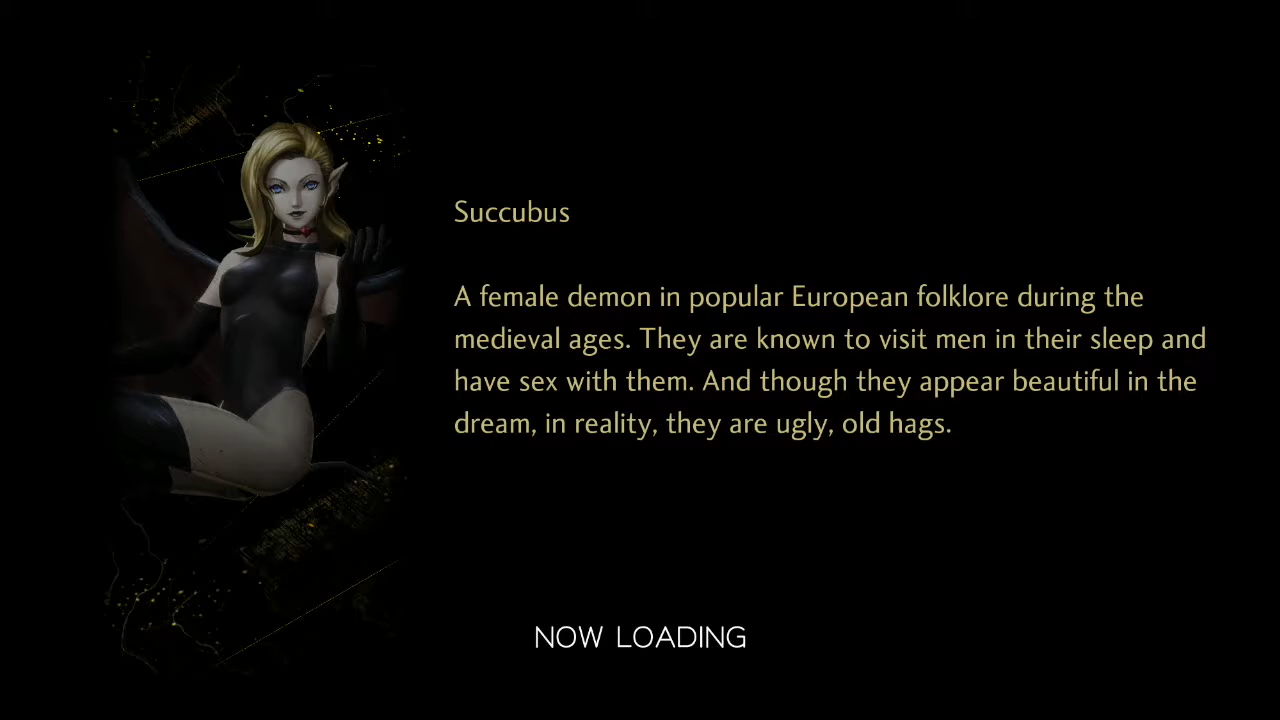 Succubus
A female demon in popular European folklore during the
medieval ages. They are known to visit men in their sleep and
have sex with them. And though they appear beautiful in the
dream, in reality, they are ugly, old hags.
NOW LOADING